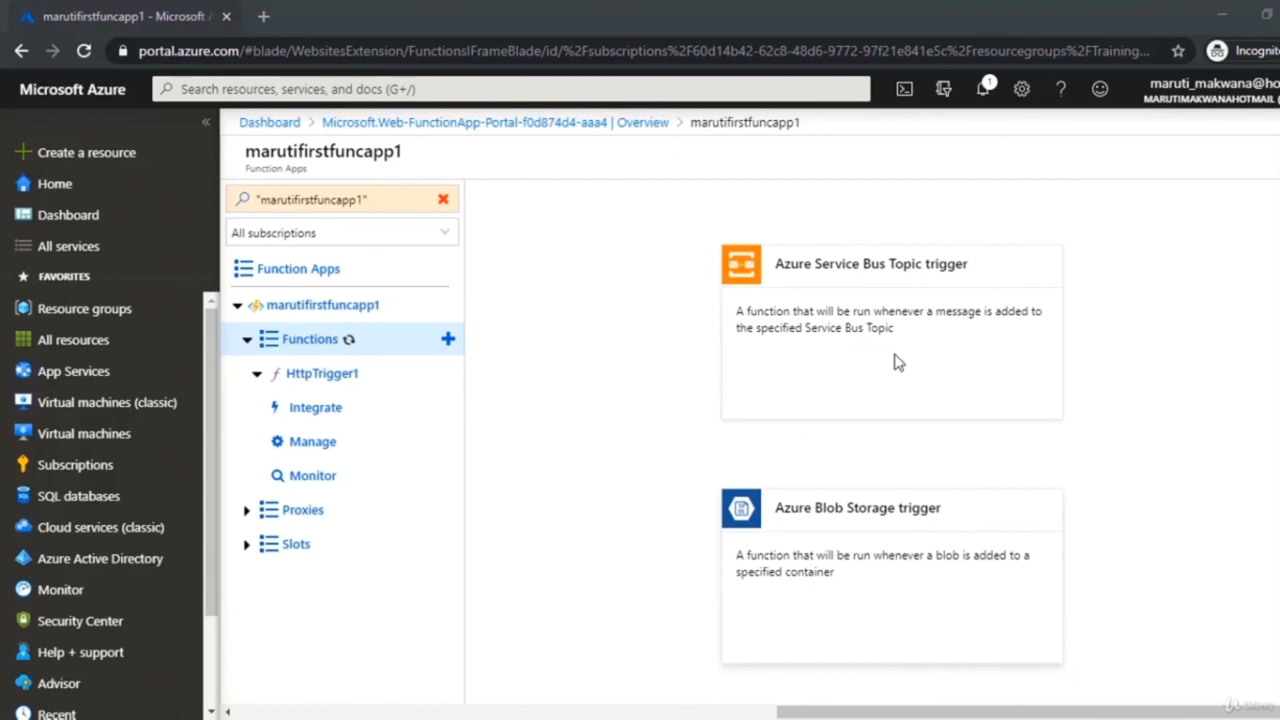 marutifirstfuncapp1 - Microsoft A
portal.azure.com/#blade/WebsitesExtension/FunctionsIFrameBlade/id/%2Fsubscriptions%2F60d14b42-62c8-48d6-9772-97f21e841e5c%2Fresourcegroups%2FTraining...
Incognito
Microsoft Azure
Search resources, services, and docs (G+/)
1
maruti_makwana@ho
MARUTIMAKWANAHOTMAIL (
«
Dashboard > Microsoft.Web-FunctionApp-Portal-f0d874d4-aaa4 | Overview > marutifirstfuncapp1
marutifirstfuncapp1
Function Apps
Create a resource
Home
Dashboard
All services
FAVORITES
Resource groups
All resources
App Services
Virtual machines (classic)
Virtual machines
Subscriptions
SQL databases
Cloud services (classic)
Azure Active Directory
Monitor
Security Center
Help + support
Advisor
Recent
"marutifirstfuncapp1"
All subscriptions
Function Apps
marutifirstfuncapp1
Functions
HttpTrigger1
Integrate
Manage
Monitor
Proxies
Slots
Azure Service Bus Topic trigger
A function that will be run whenever a message is added to
the specified Service Bus Topic
Azure Blob Storage trigger
A function that will be run whenever a blob is added to a
specified container
Udemy